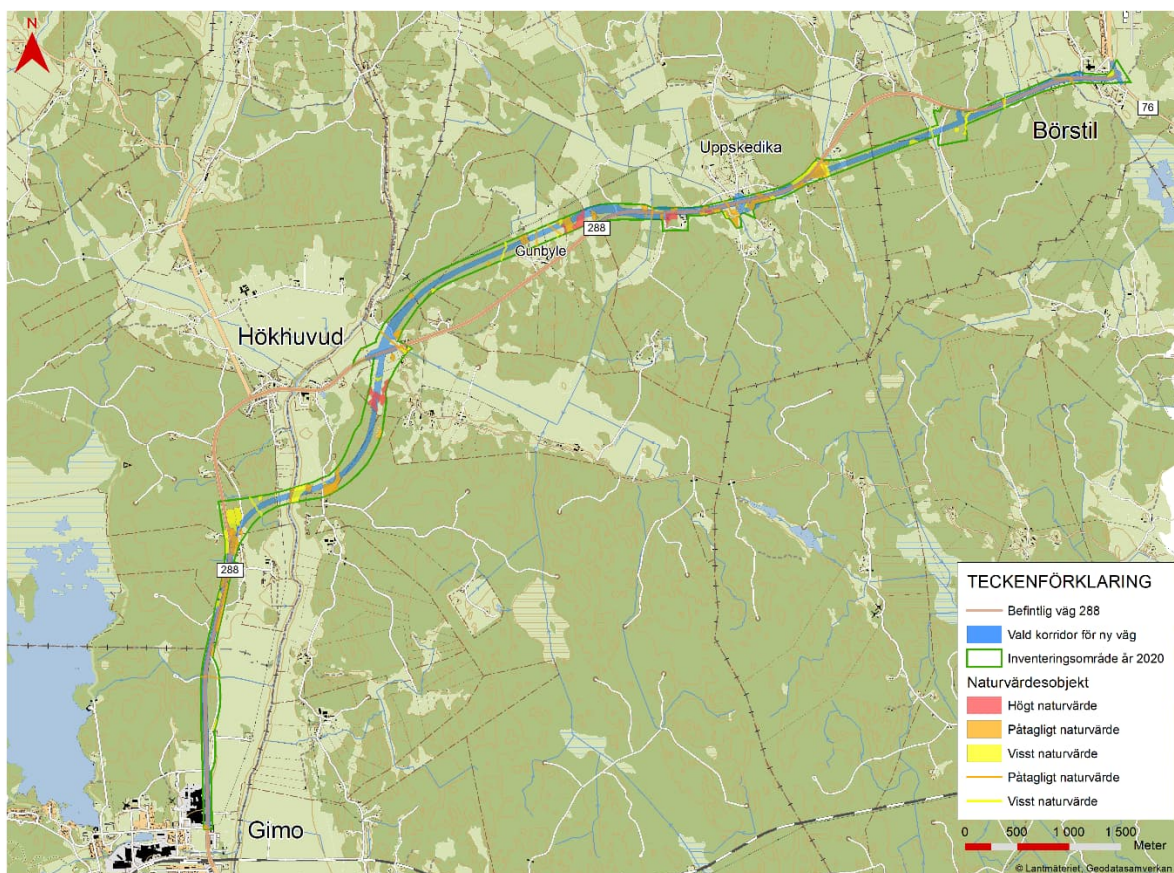 N
76
Börstil
Uppskedika
288
Gunbyle
Hökhuvud
288
Gimo
TECKENFÖRKLARING
Befintlig väg 288
Vald korridor för ny väg
Inventeringsområde år 2020
Naturvärdesobjekt
Högt naturvärde
Påtagligt naturvärde
Visst naturvärde
Påtagligt naturvärde
Visst naturvärde
0 500 1 000 1 500
Meter
© Lantmäteriet, Geodatasamverkan